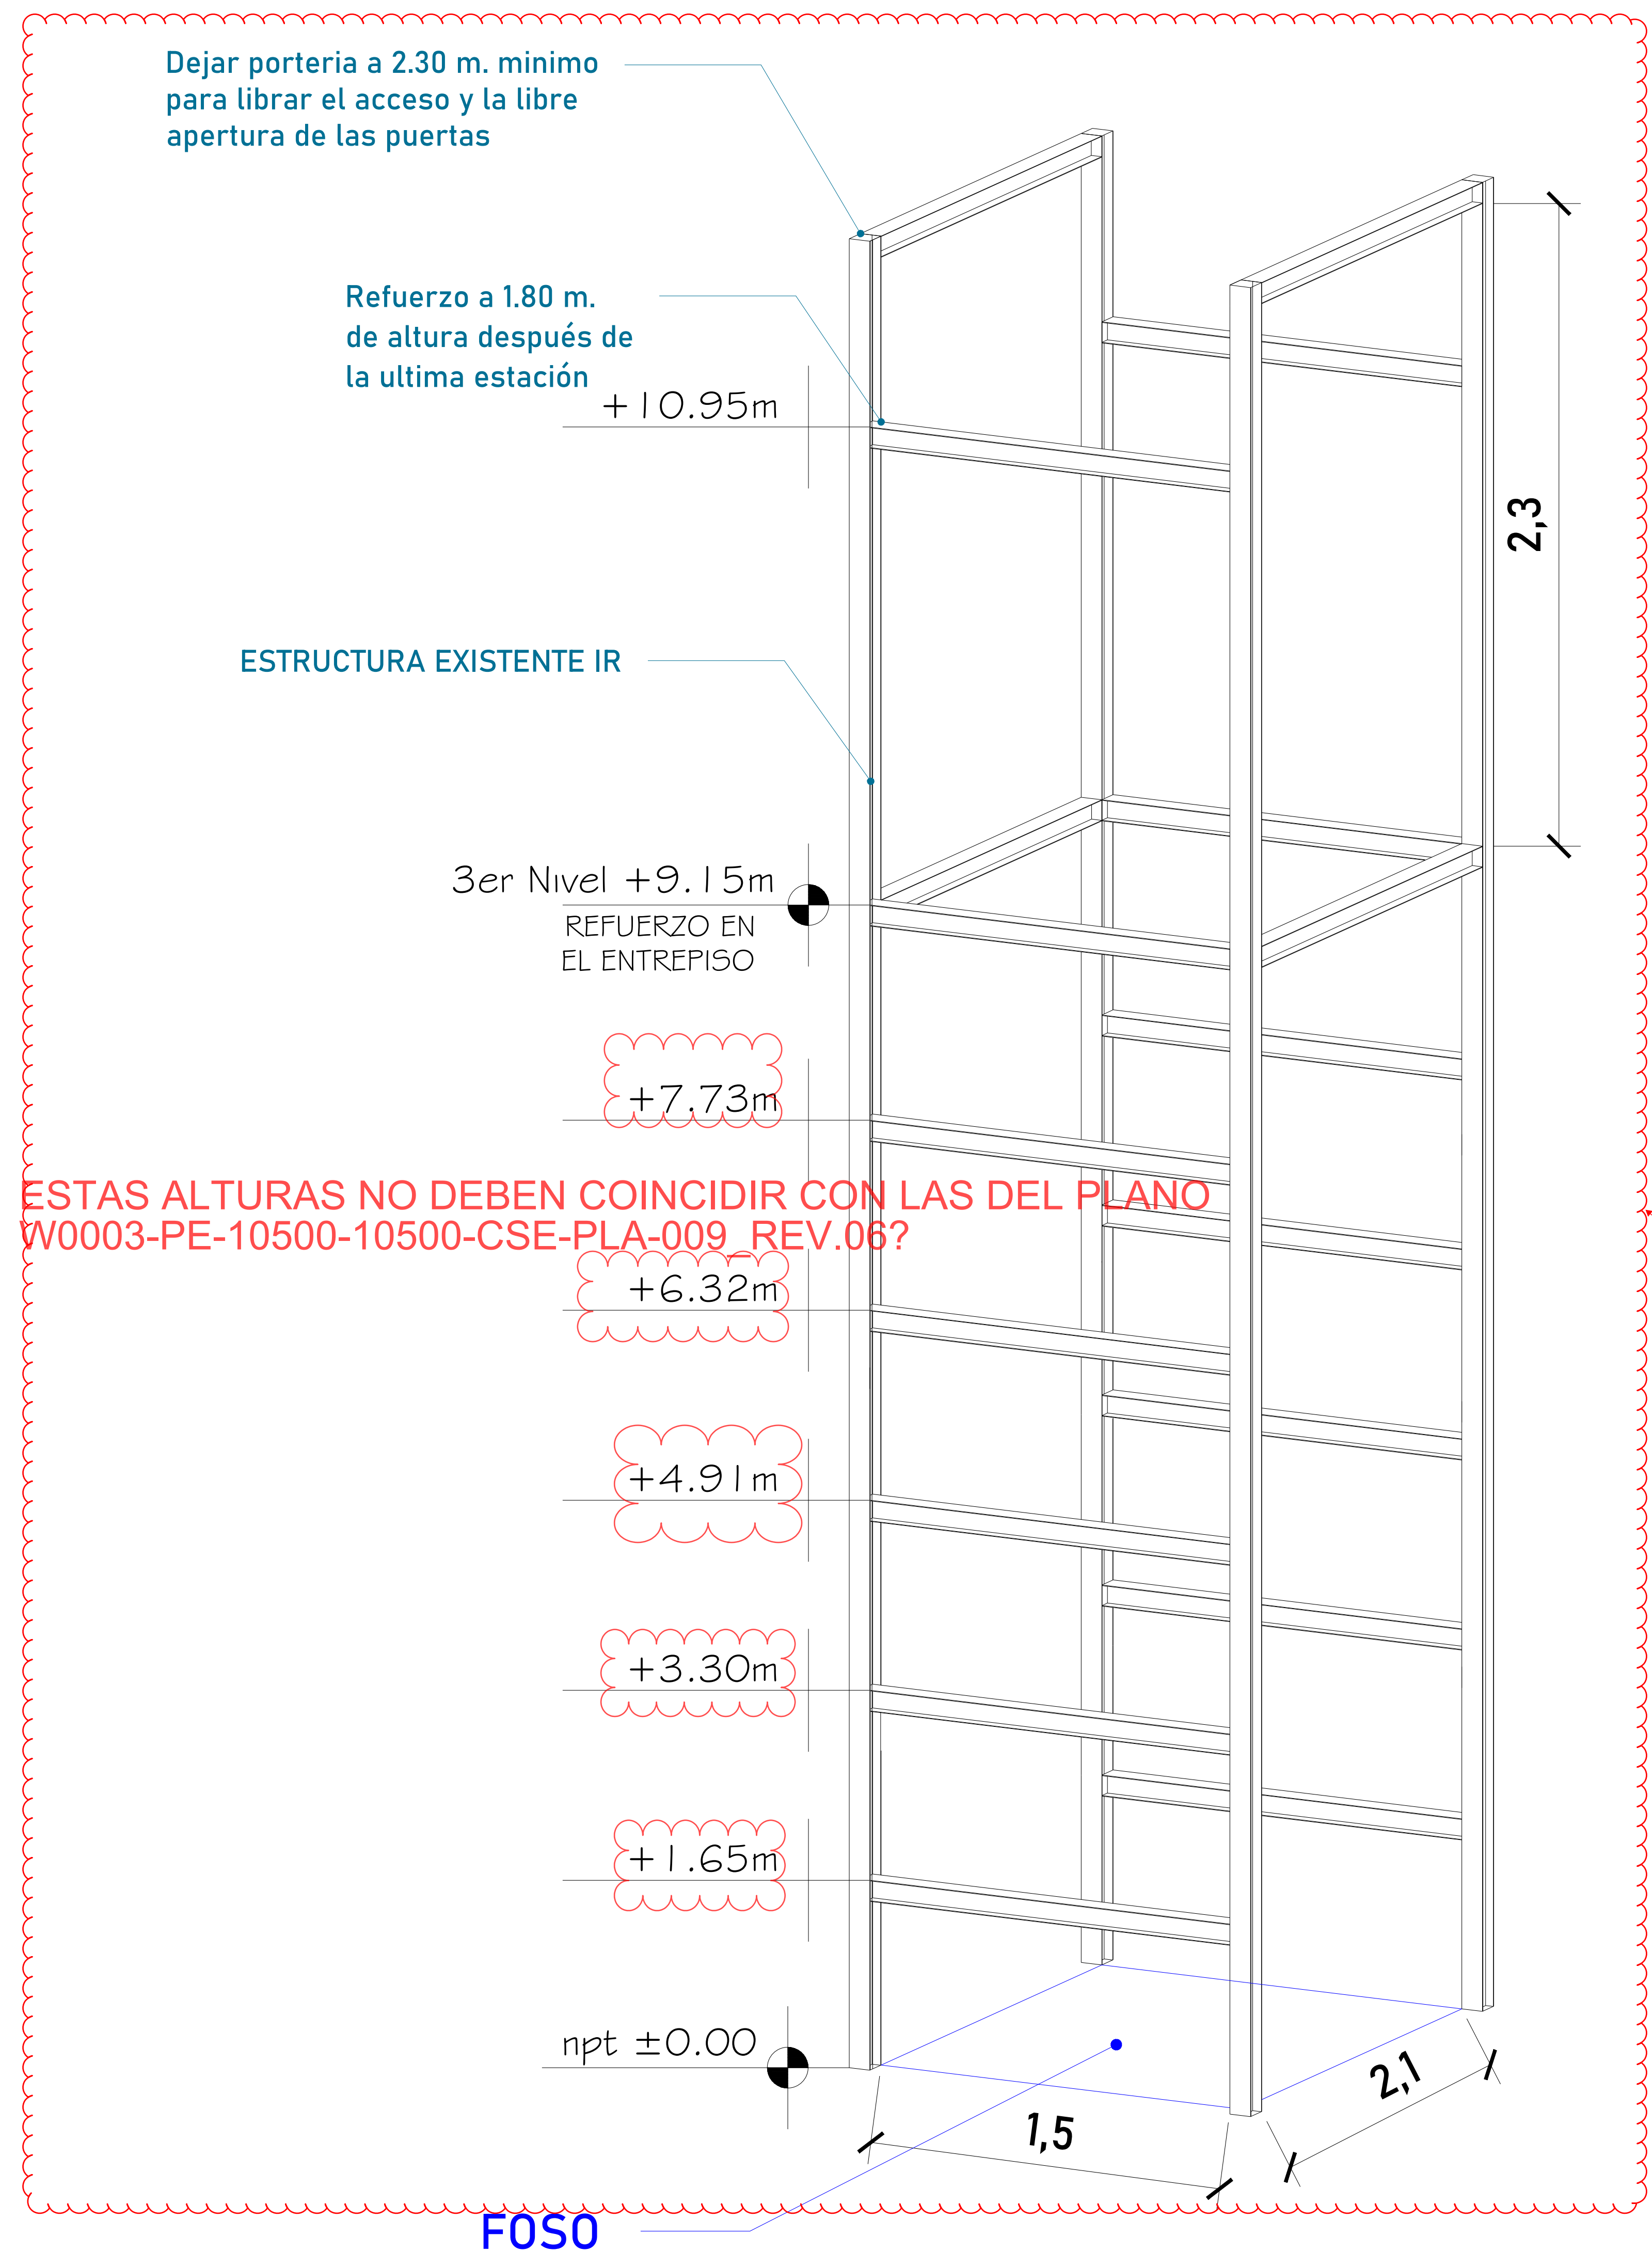 Dejar porteria a 2.30 m. minimo
para librar el acceso y la libre
apertura de las puertas
Refuerzo a 1.80 m.
de altura después de
la ultima estación
+10.95m
2,3
ESTRUCTURA EXISTENTE IR
3er Nivel +9.15m
REFUERZO EN
EL ENTREPISO
+7.73m
ESTAS ALTURAS NO DEBEN COINCIDIR CON LAS DEL PLANO
W0003-PE-10500-10500-CSE-PLA-009_REV.06?
+6.32m
+4.91m
+3.30m
+1.65m
npt ±0.00
2,1
1,5
FOSO